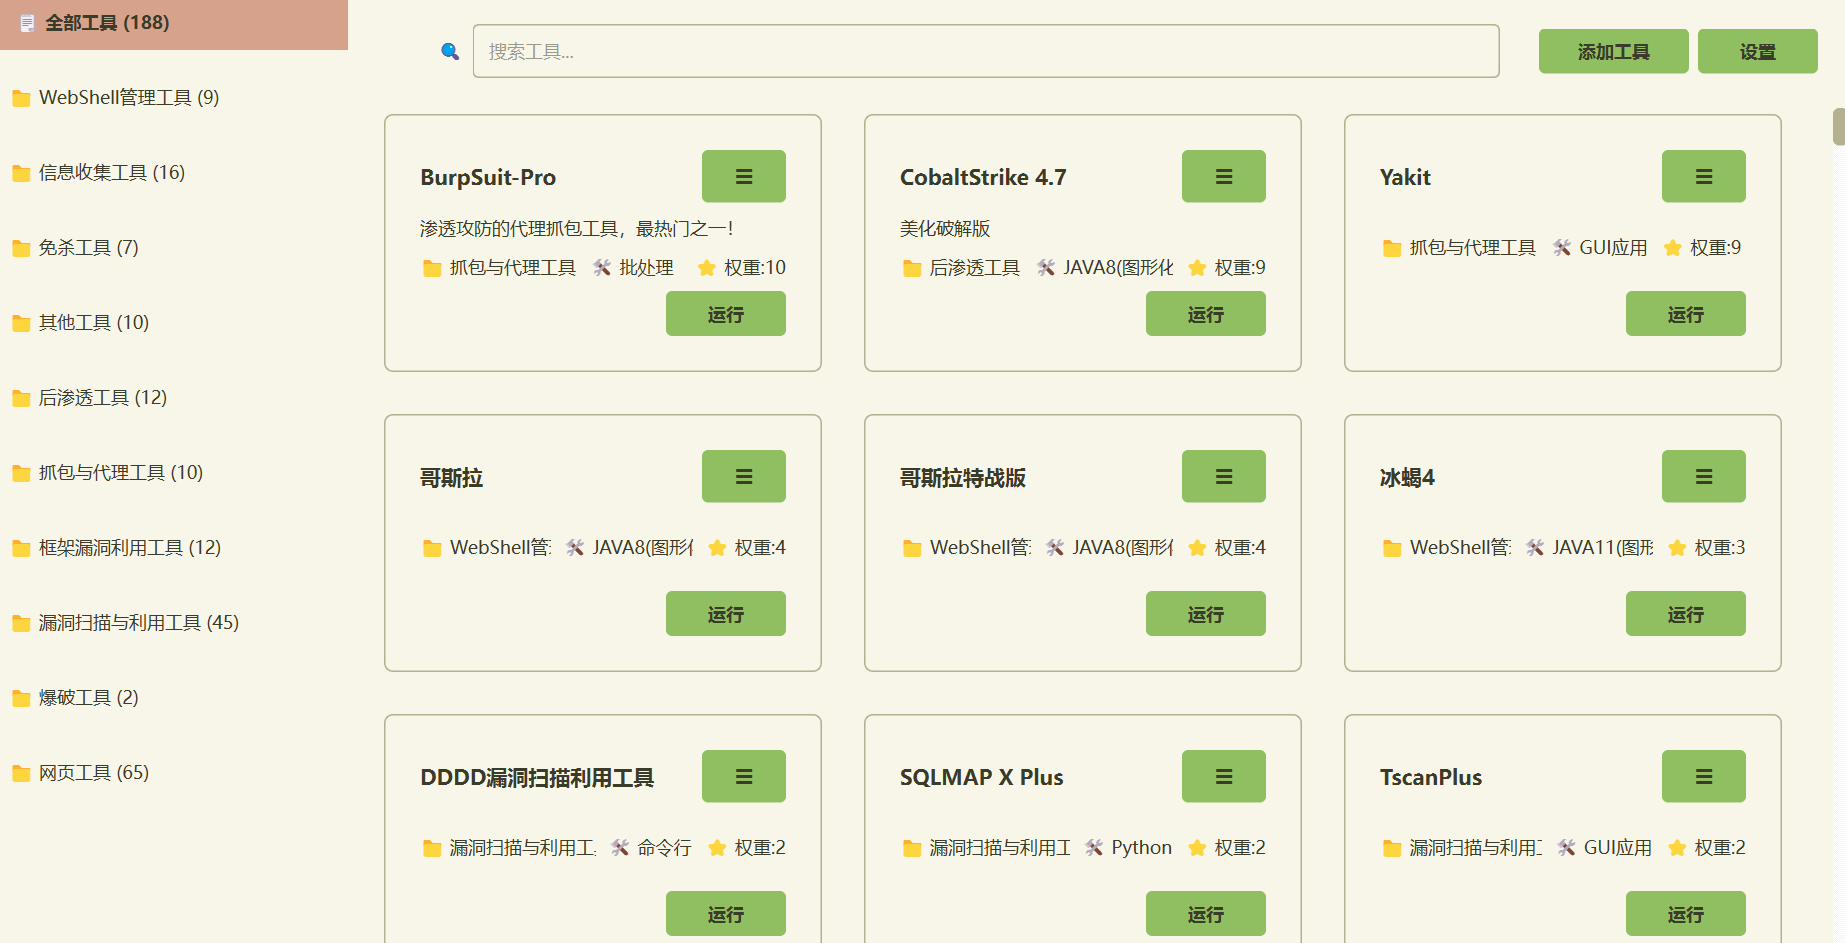 全部工具 (188)
WebShell管理工具 (9)
信息收集工具 (16)
免杀工具 (7)
其他工具 (10)
后渗透工具 (12)
抓包与代理工具 (10)
框架漏洞利用工具 (12)
漏洞扫描与利用工具 (45)
爆破工具 (2)
网页工具 (65)
搜索工具...
添加工具
设置
BurpSuit-Pro
渗透攻防的代理抓包工具，最热门之一！
抓包与代理工具 批处理 权重:10
运行
CobaltStrike 4.7
美化破解版
后渗透工具 JAVA8(图形化 权重:9
运行
Yakit
抓包与代理工具 GUI应用 权重:9
运行
哥斯拉
WebShell管 JAVA8(图形 权重:4
运行
哥斯拉特战版
WebShell管 JAVA8(图形 权重:4
运行
冰蝎4
WebShell管 JAVA11(图形 权重:3
运行
DDDD漏洞扫描利用工具
漏洞扫描与利用工 命令行 权重:2
运行
SQLMAP X Plus
漏洞扫描与利用工 Python 权重:2
运行
TscanPlus
漏洞扫描与利用 GUI应用 权重:2
运行